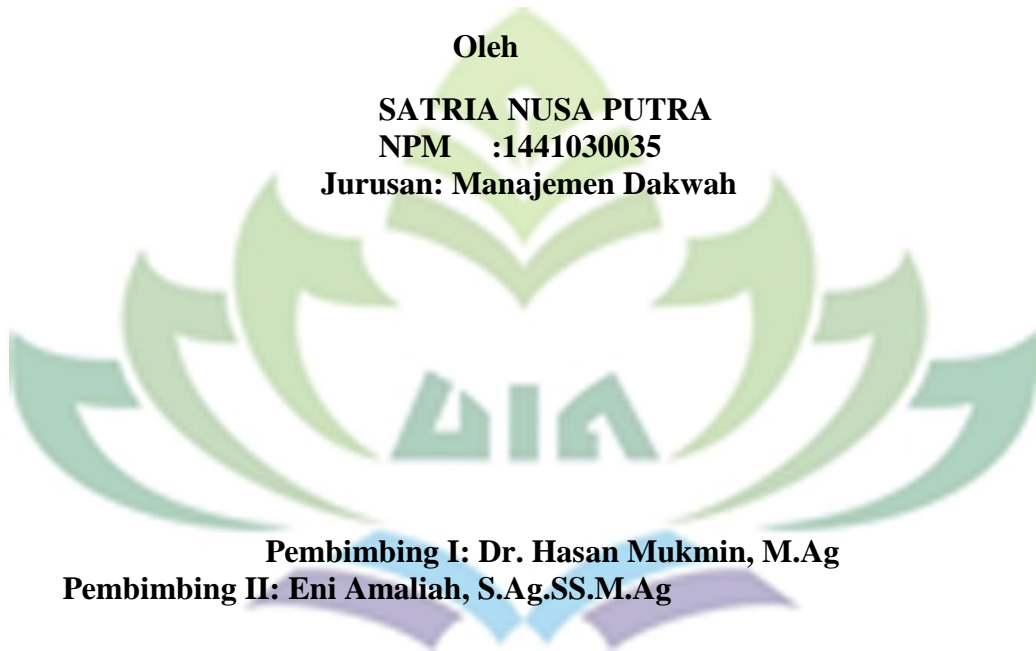 Oleh
SATRIA NUSA PUTRA
NPM :1441030035
Jurusan: Manajemen Dakwah
UIN
Pembimbing I: Dr. Hasan Mukmin, M.Ag
Pembimbing II: Eni Amaliah, S.Ag.SS.M.Ag